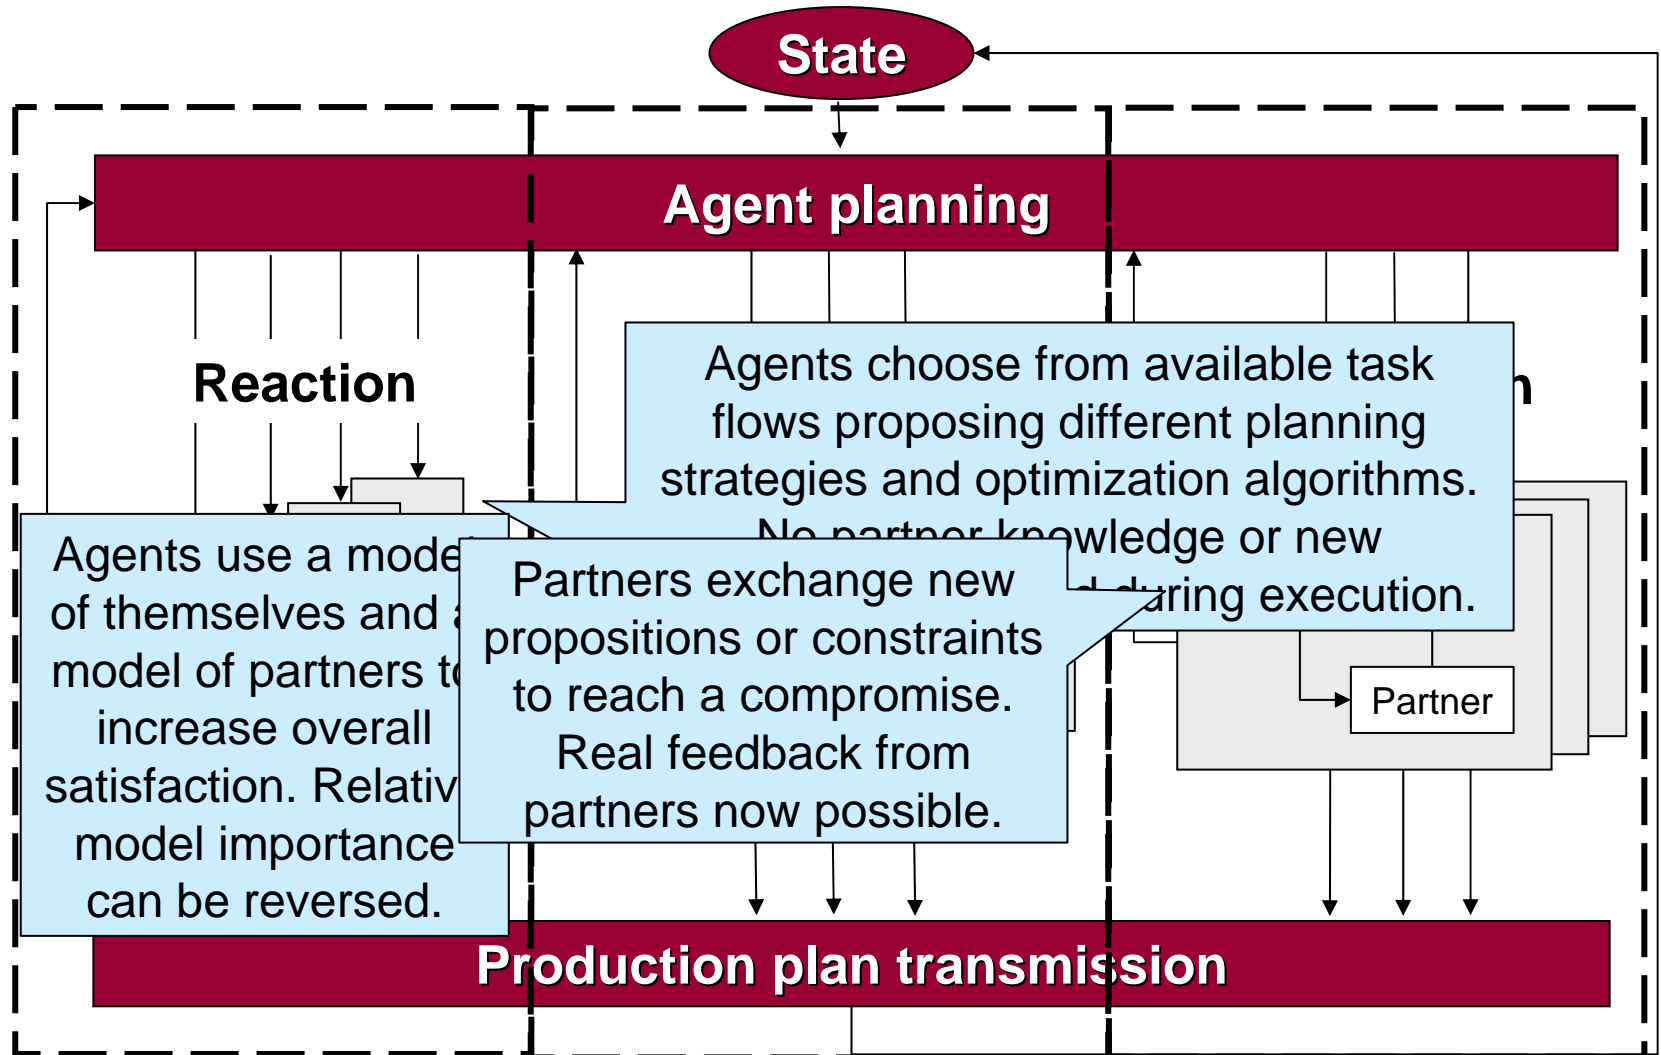 State
Agent planning
Reaction
Agents choose from available task
flows proposing different planning
strategies and optimization algorithms.
No partner knowledge or new
during execution.
Agents use a model
of themselves and a
model of partners to
increase overall
satisfaction. Relative
model importance
can be reversed.
Partners exchange new
propositions or constraints
to reach a compromise.
Real feedback from
partners now possible.
Partner
Production plan transmission